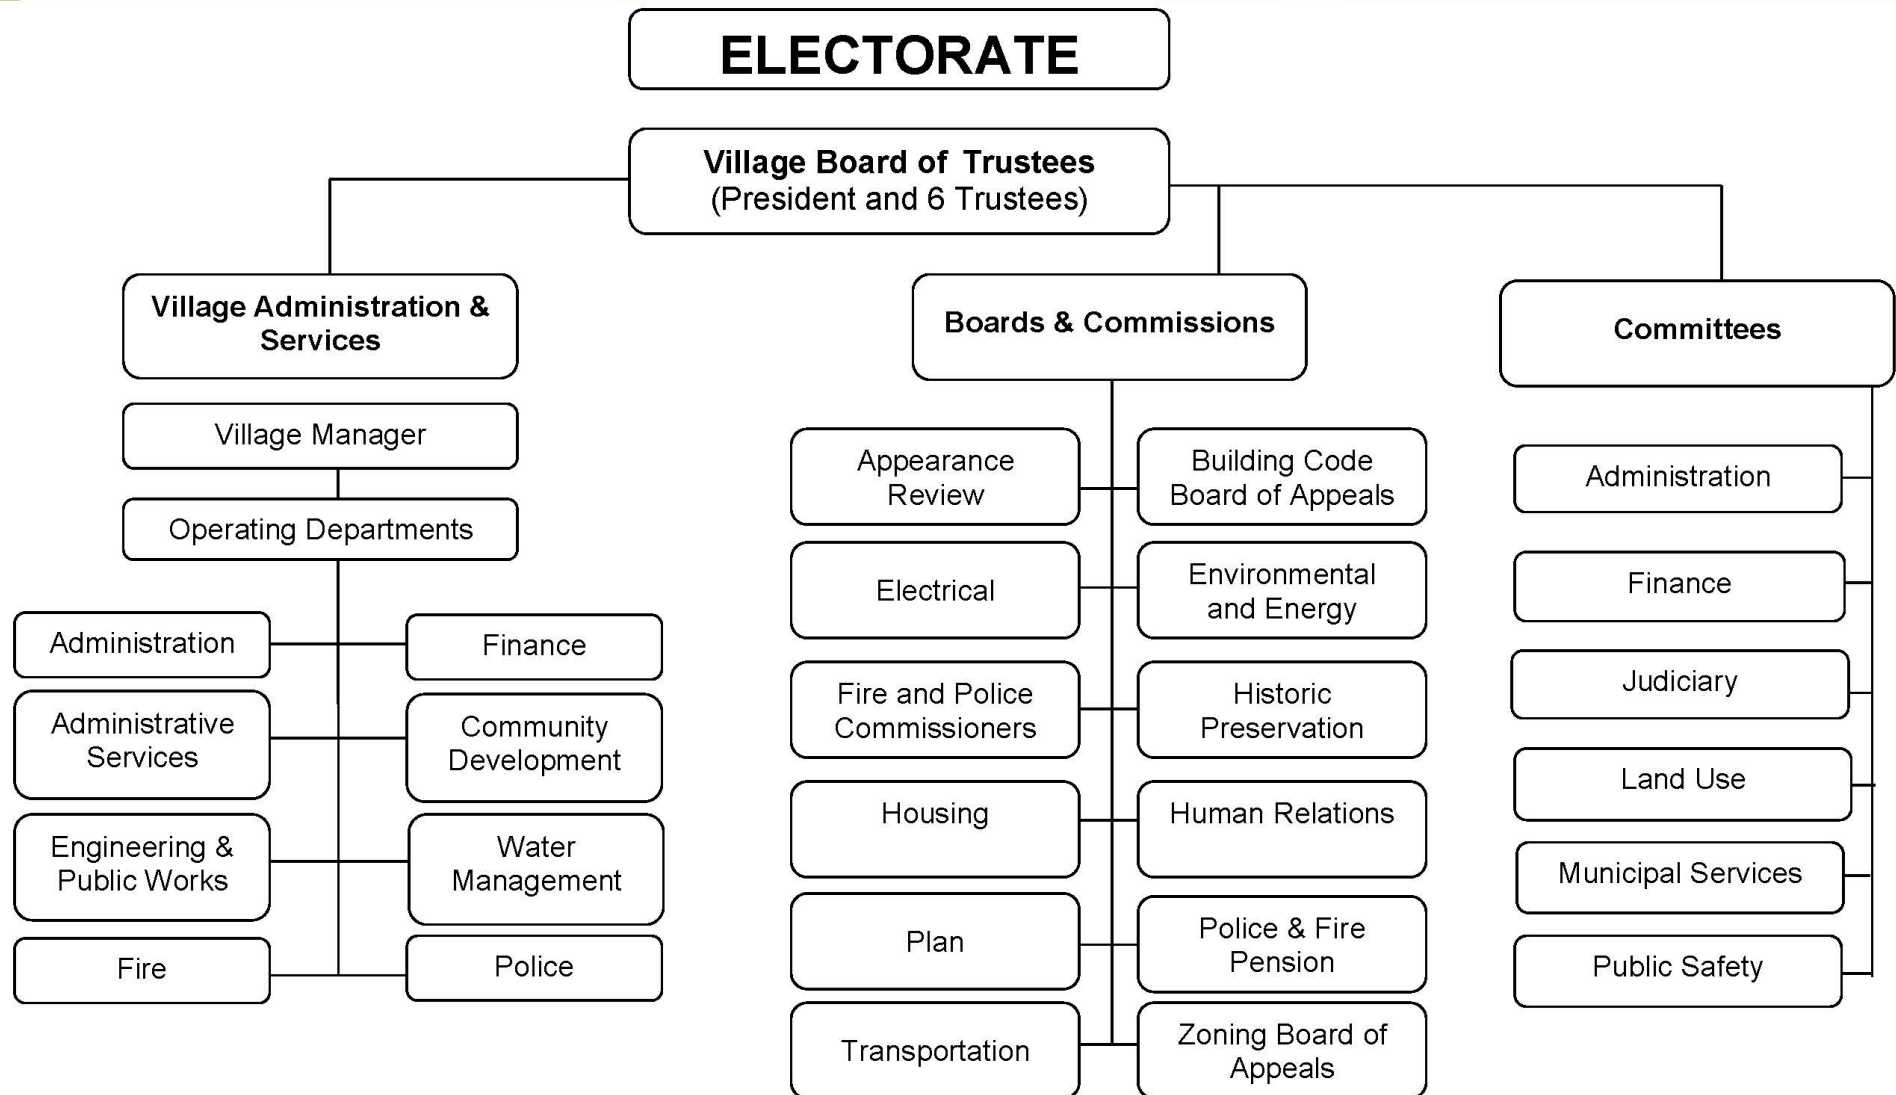 ELECTORATE
Village Board of Trustees
(President and 6 Trustees)
Village Administration &
Services
Village Manager
Operating Departments
Administration
Finance
Administrative
Services
Community
Development
Engineering &
Public Works
Water
Management
Fire
Police
Boards & Commissions
Appearance
Review
Building Code
Board of Appeals
Electrical
Environmental
and Energy
Fire and Police
Commissioners
Historic
Preservation
Housing
Human Relations
Plan
Police & Fire
Pension
Transportation
Zoning Board of
Appeals
Committees
Administration
Finance
Judiciary
Land Use
Municipal Services
Public Safety